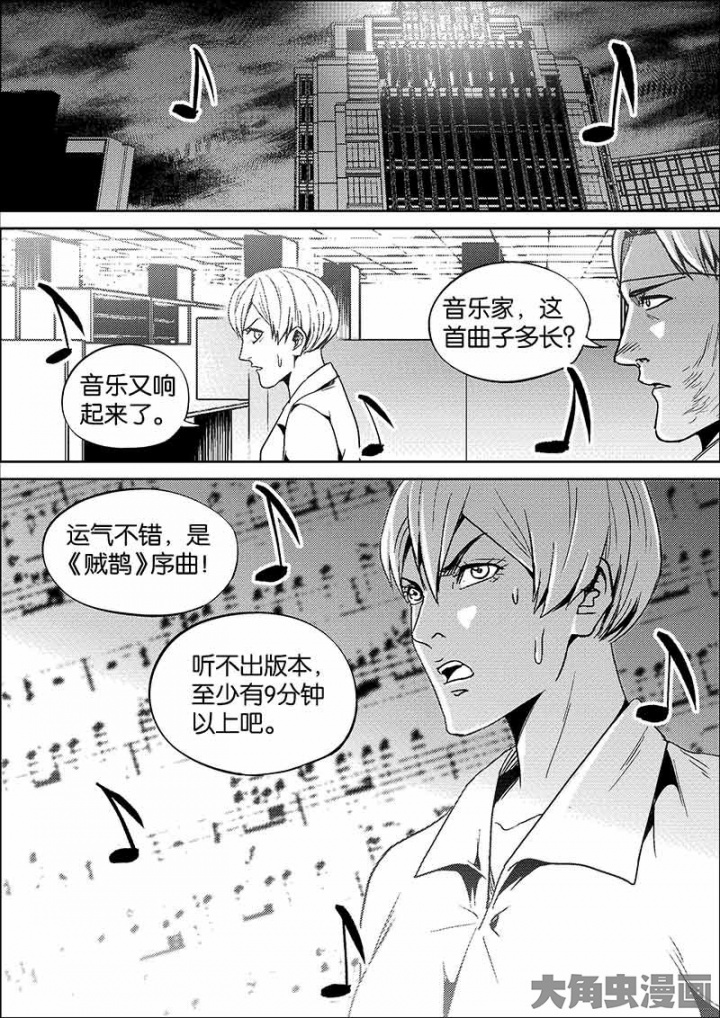 音乐又响
起来了。
音乐家，这
首曲子多长？
运气不错，是
《贼鹊》序曲！
听不出版本，
至少有9分钟
以上吧。
大角虫漫画